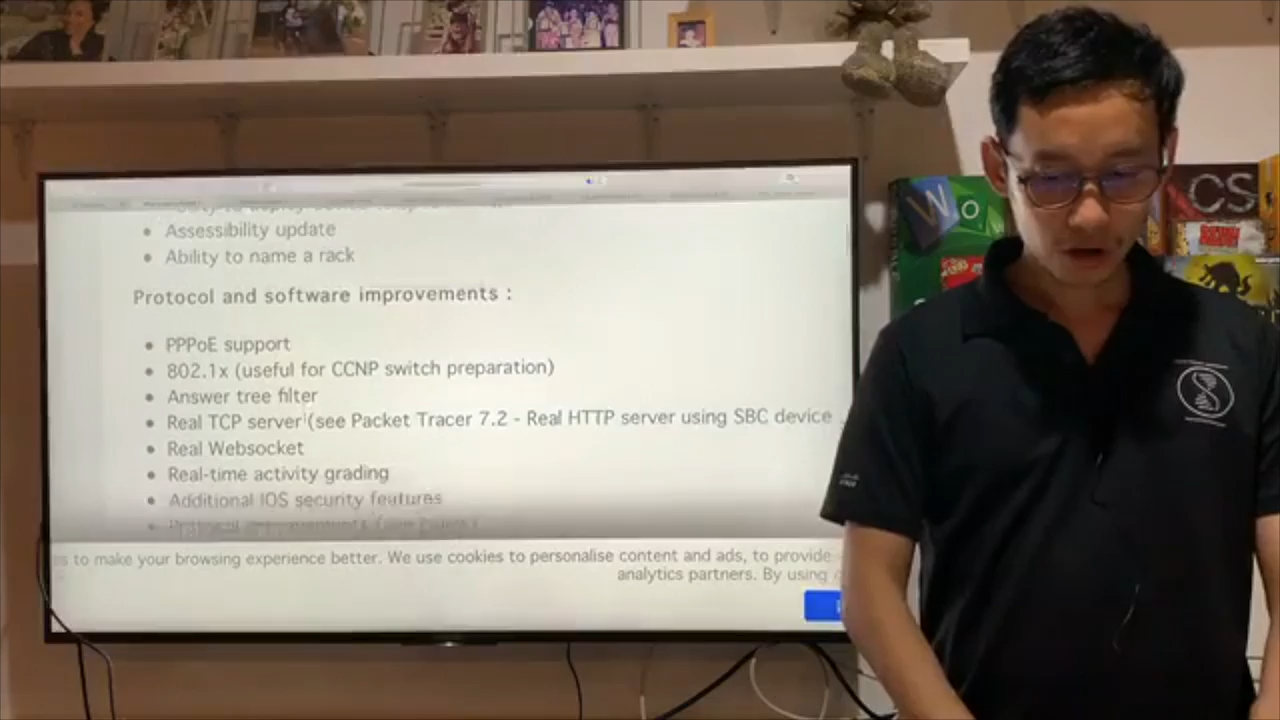 Assessibility update
Ability to name a rack
Protocol and software improvements :
PPPoE support
802.1x (useful for CCNP switch preparation)
Answer tree filter
Real TCP server (see Packet Tracer 7.2 - Real HTTP server using SBC device
Real Websocket
Real-time activity grading
Additional IOS security features
to make your browsing experience better. We use cookies to personalise content and ads, to provide
analytics partners. By using
W
o
CS